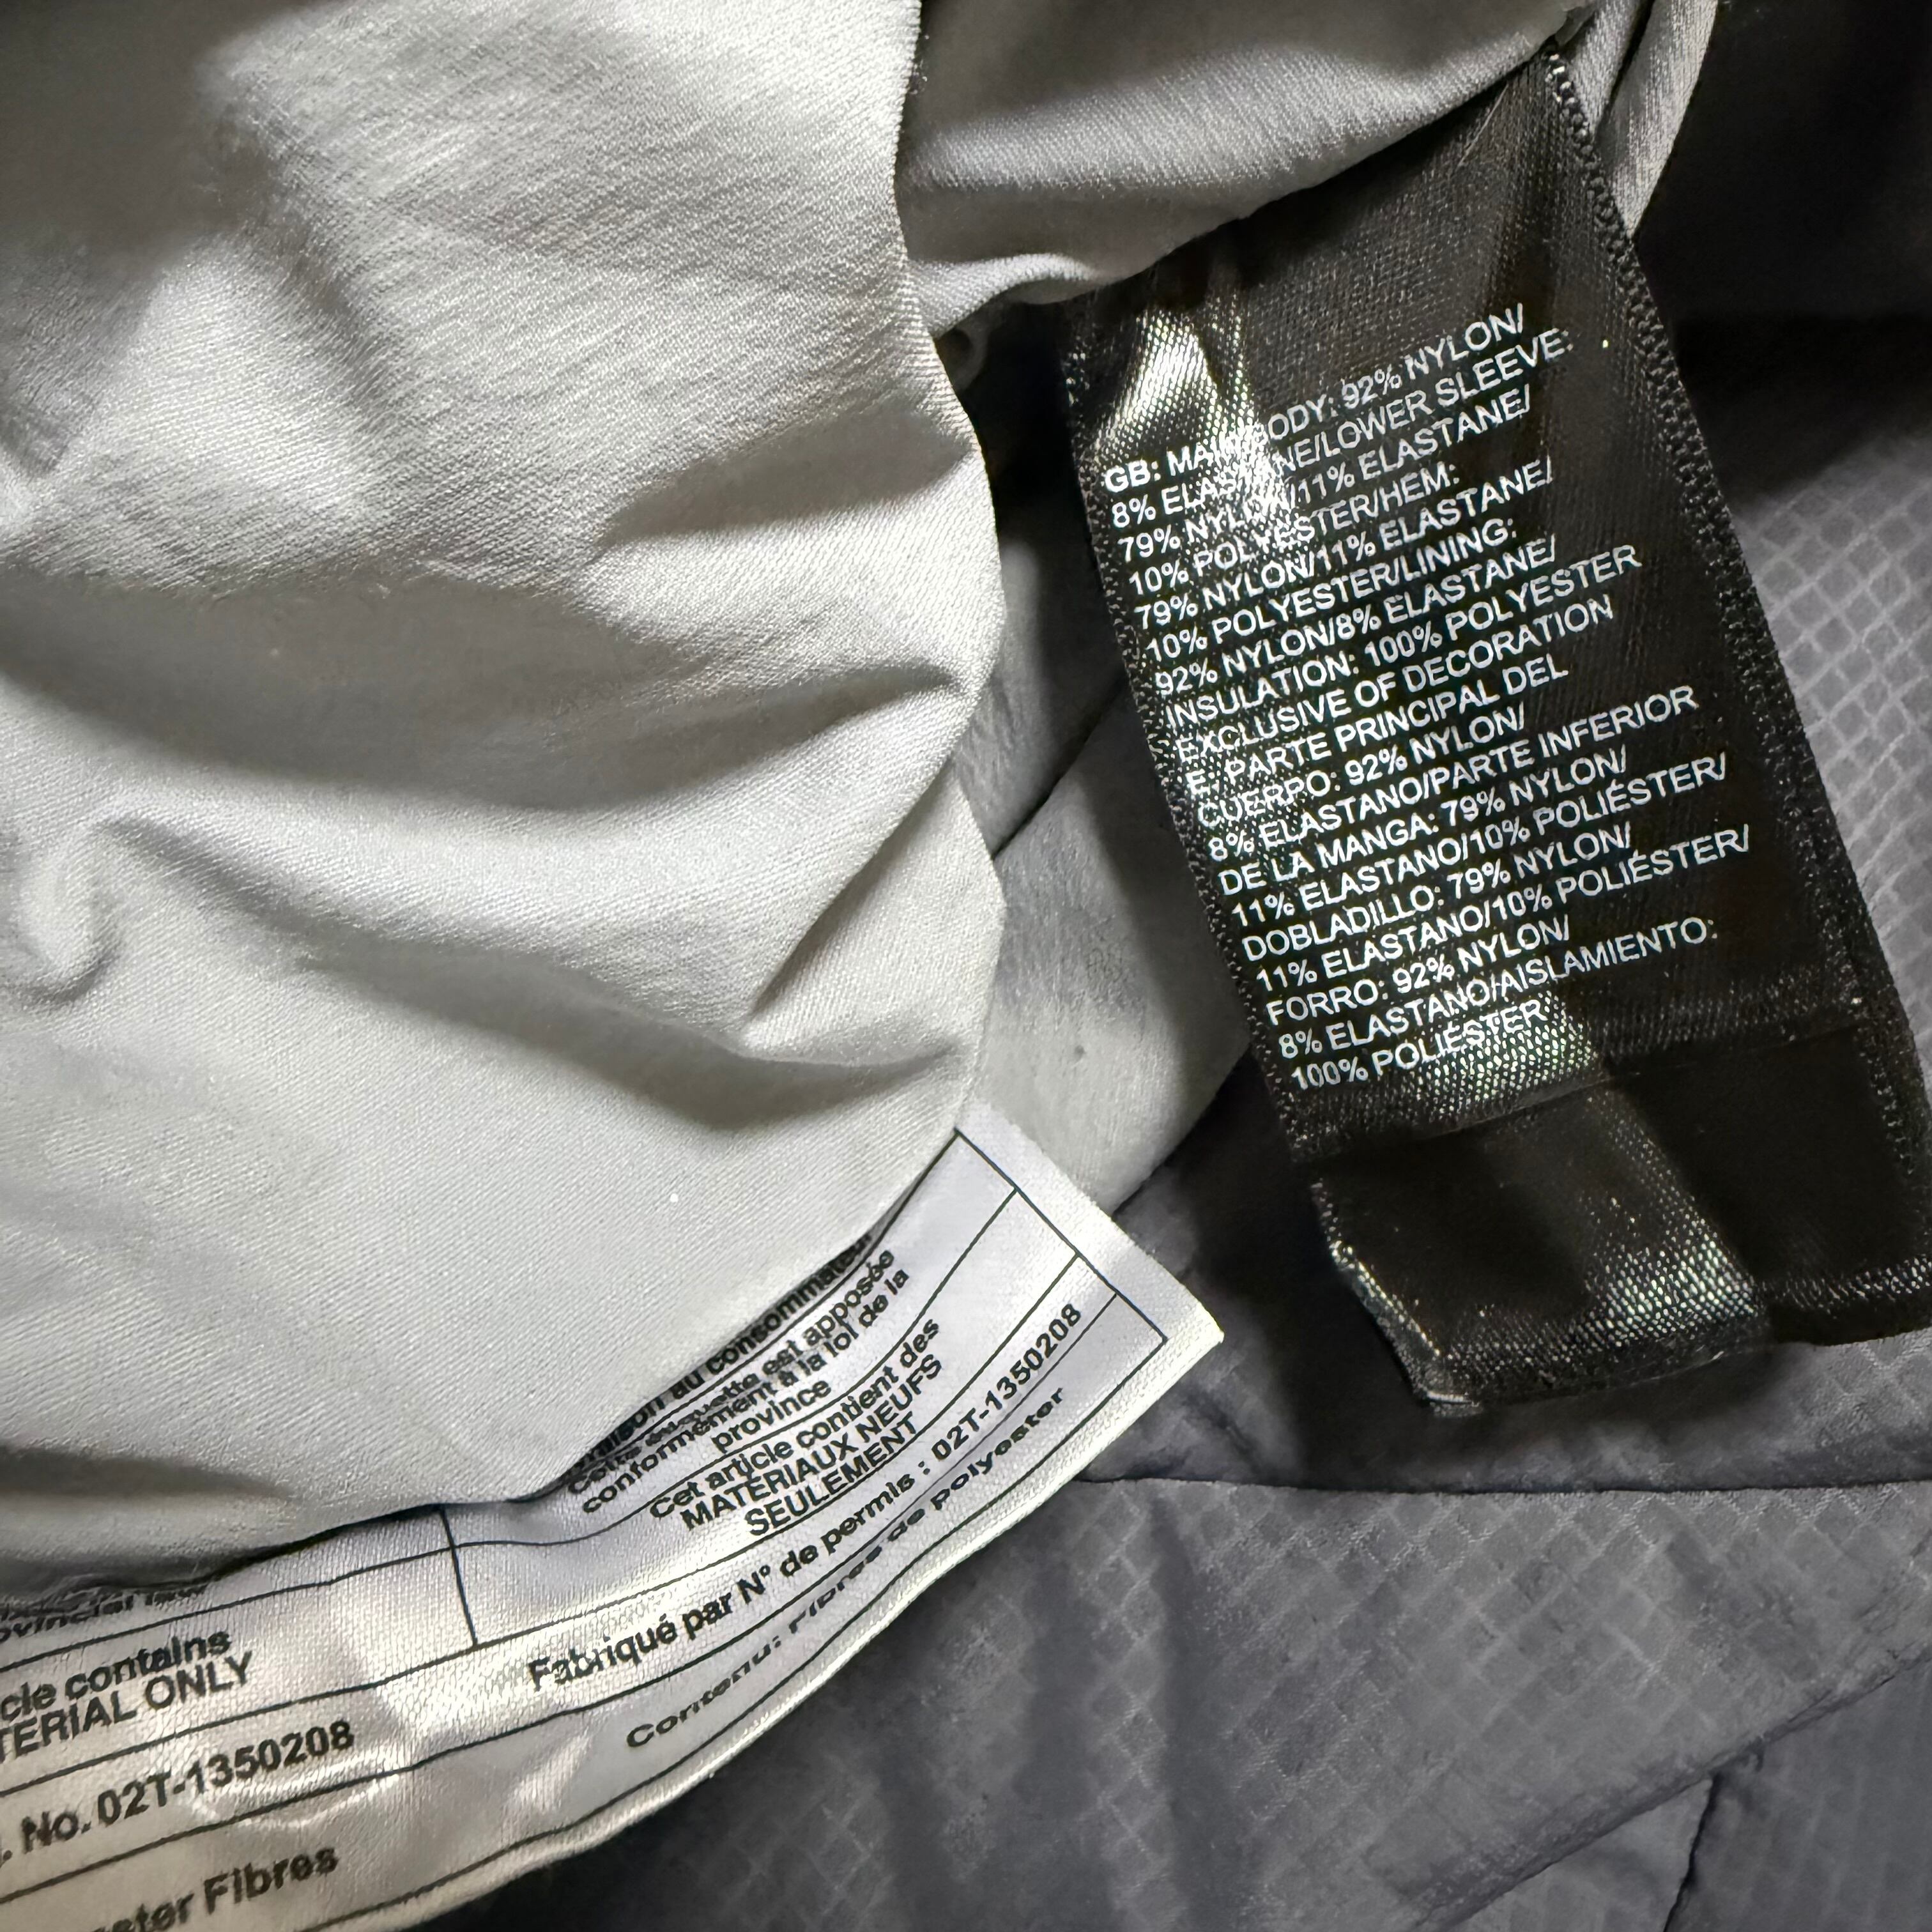 GB: MAIN BODY: 92% NYLON/
8% ELASTANE/LOWER SLEEVE:
79% NYLON/11% ELASTANE/
10% POLYESTER/HEM:
79% NYLON/11% ELASTANE/
10% POLYESTER/LINING:
92% NYLON/8% ELASTANE/
INSULATION: 100% POLYESTER
EXCLUSIVE OF DECORATION
E: PARTE PRINCIPAL DEL
CUERPO: 92% NYLON/
8% ELASTANO/PARTE INFERIOR
DE LA MANGA: 79% NYLON/
11% ELASTANO/10% POLIÉSTER/
DOBLADILLO: 79% NYLON/
11% ELASTANO/10% POLIÉSTER/
FORRO: 92% NYLON/
8% ELASTANO/AISLAMIENTO:
100% POLIÉSTER
au consommateur
Cette étiquette est apposée
conformément à la loi de la
province
Cet article contient des
MATÉRIAUX NEUFS
SEULEMENT
Fabriqué par N° de permis : 02T-1350208
Contenu: Fibres de polyester
contains
ONLY
No. 02T-1350208
Fibres